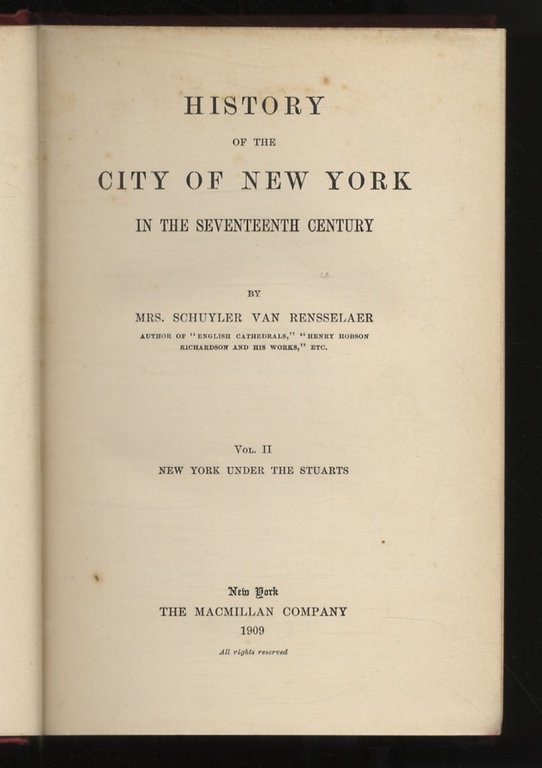 HISTORY
OF THE
CITY OF NEW YORK
IN THE SEVENTEENTH CENTURY
BY
MRS. SCHUYLER VAN RENSSELAER
AUTHOR OF "ENGLISH CATHEDRALS," "HENRY HOBSON
RICHARDSON AND HIS WORKS," ETC.
VOL. II
NEW YORK UNDER THE STUARTS
New York
THE MACMILLAN COMPANY
1909
All rights reserved